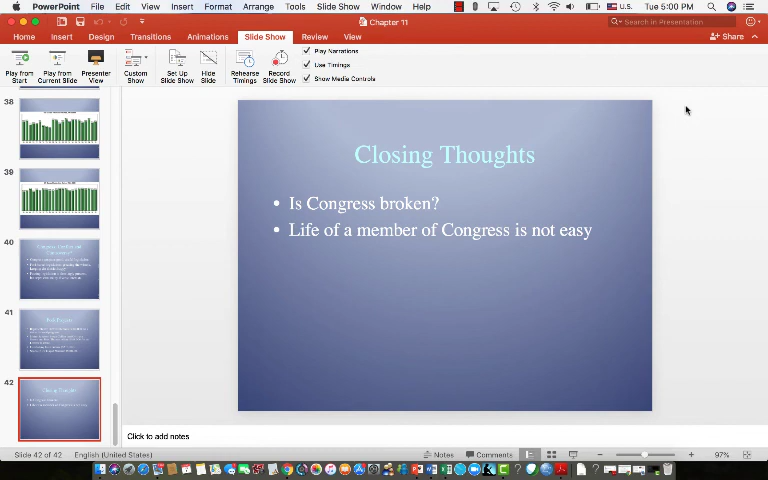 PowerPoint File Edit View Insert Format Arrange Tools Slide Show Window Help U.S. Tue 5:00 PM
Chapter 11
Search in Presentation
Home Insert Design Transitions Animations Slide Show Review View
Share
Play from Start
Play from Current Slide
Presenter View
Custom Show
Set Up Slide Show
Hide Slide
Rehearse Timings
Record Slide Show
Play Narrations
Use Timings
Show Media Controls
38
39
40
41
42
Closing Thoughts
• Is Congress broken?
• Life of a member of Congress is not easy
Click to add notes
Slide 42 of 42 English (United States) Notes Comments 97%